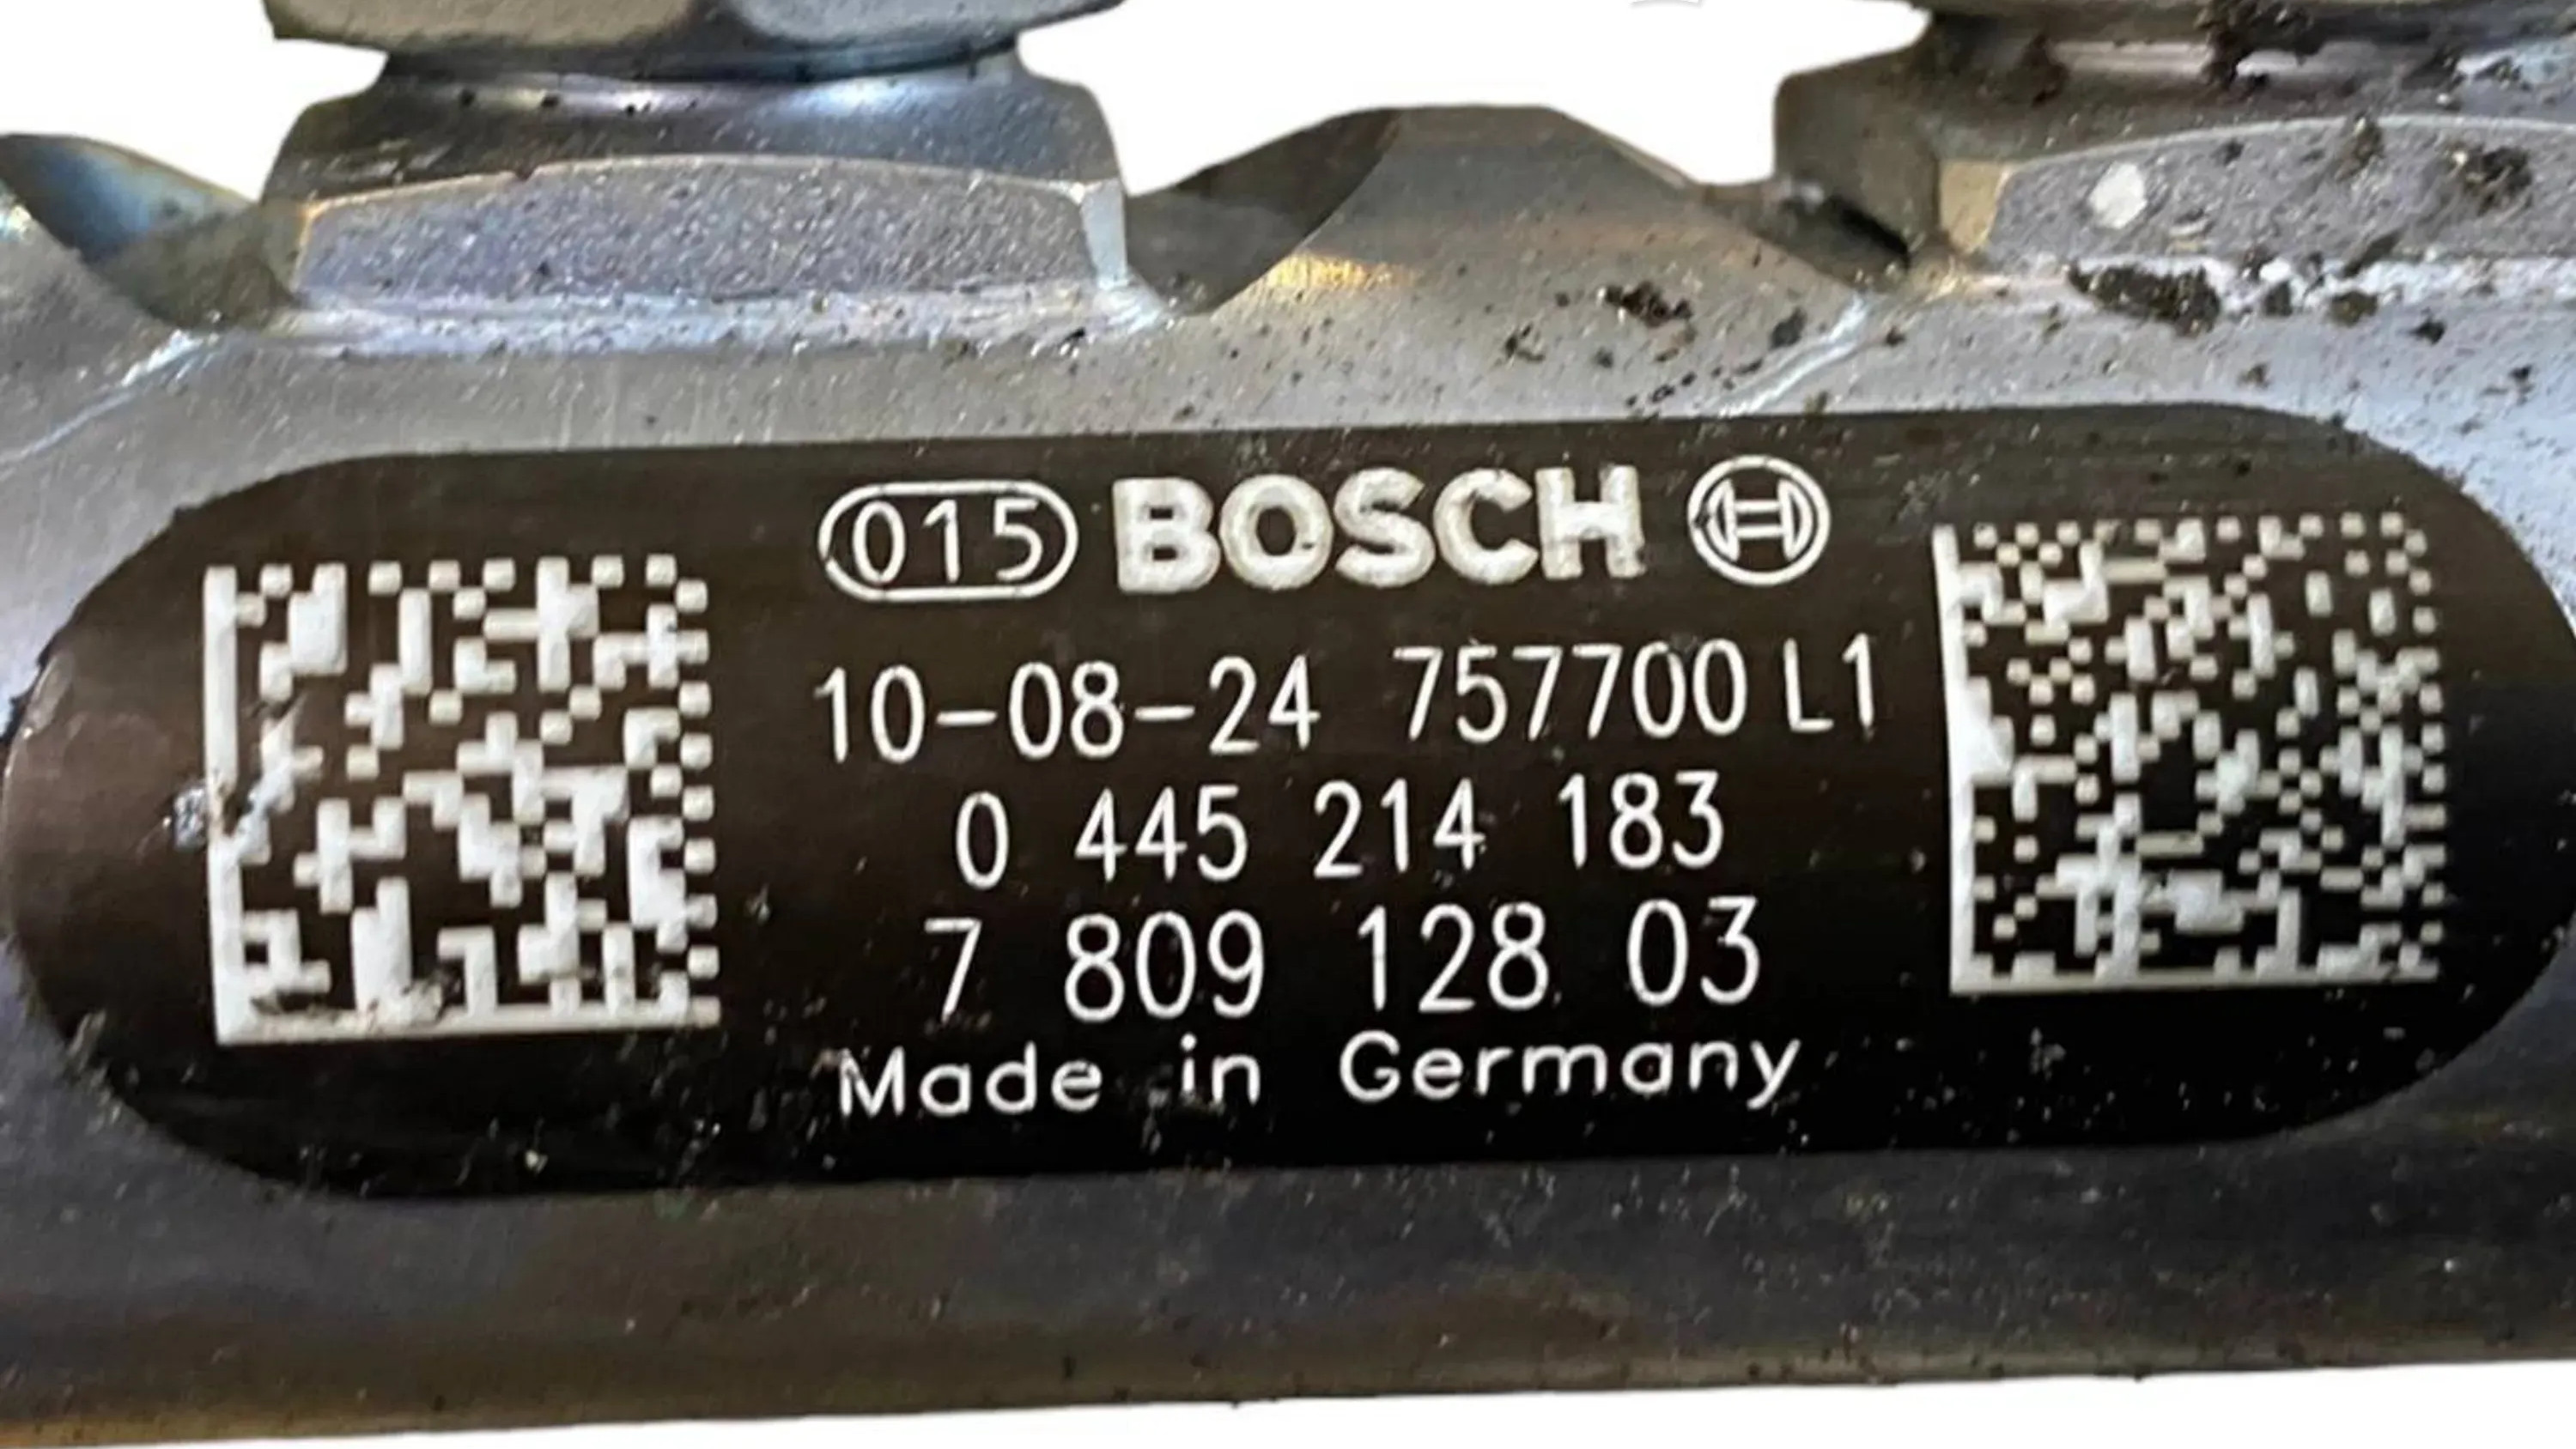 015 BOSCH
10-08-24 757700 L1
0 445 214 183
7 809 128 03
Made in Germany